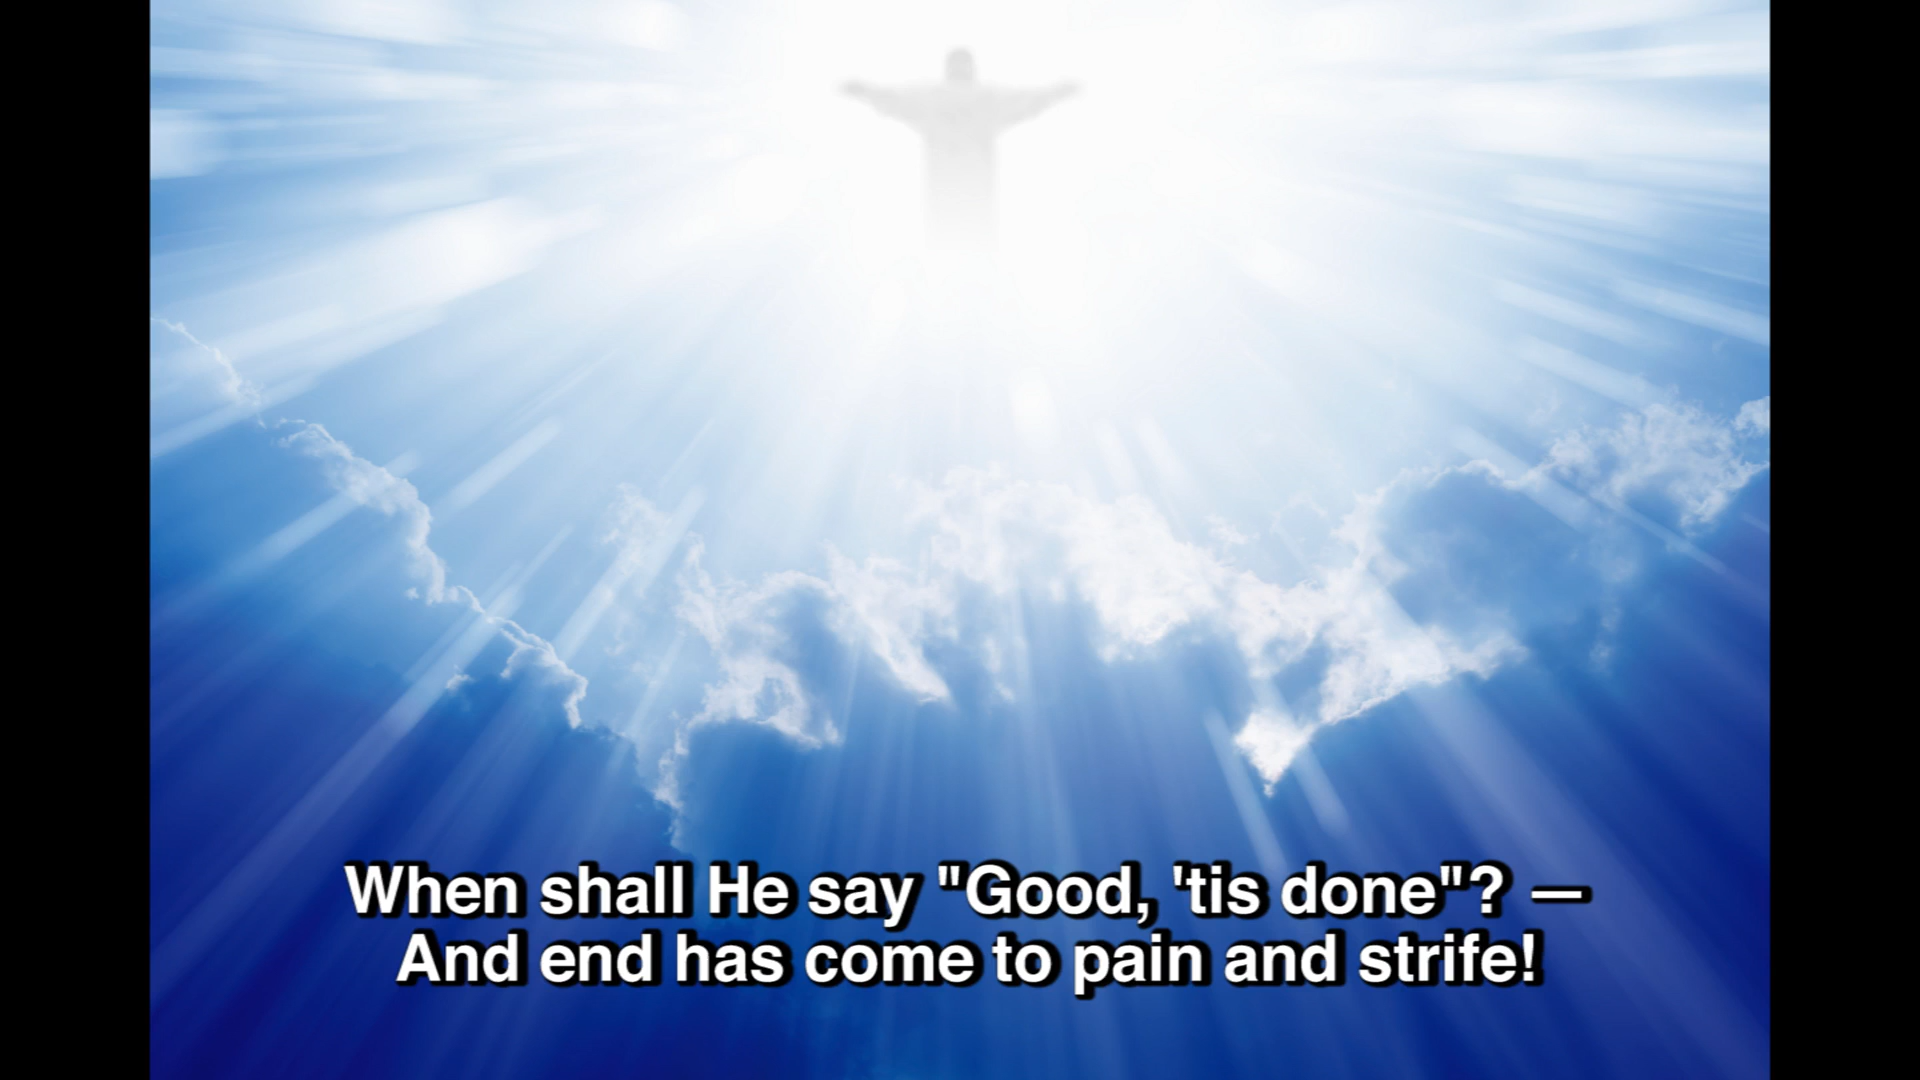 When shall He say "Good, 'tis done"? —
And end has come to pain and strife!